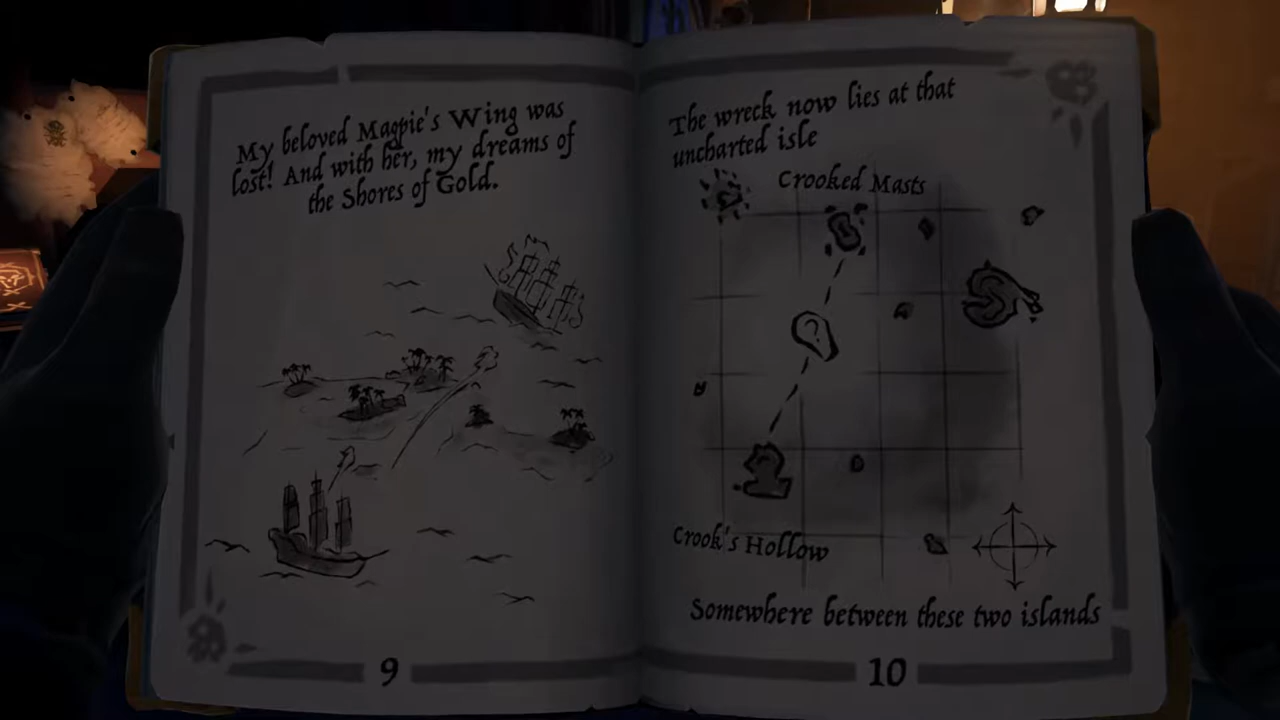 My beloved Magpie's Wing was
lost! And with her, my dreams of
the Shores of Gold.
9
The wreck now lies at that
uncharted isle
Crooked Masts
?
Crook's Hollow
Somewhere between these two islands
10